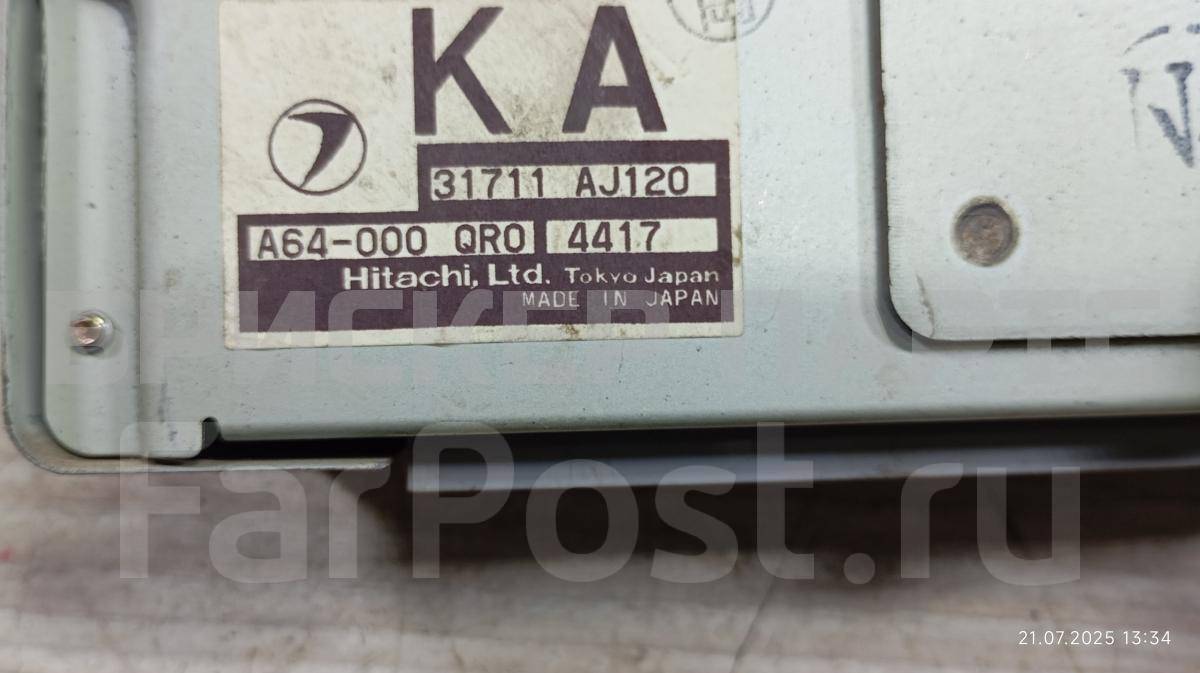 KA
31711 AJ120
A64-000 QR0 4417
Hitachi, Ltd. Tokyo Japan
MADE IN JAPAN
FarPost.ru
21.07.2025 13:34